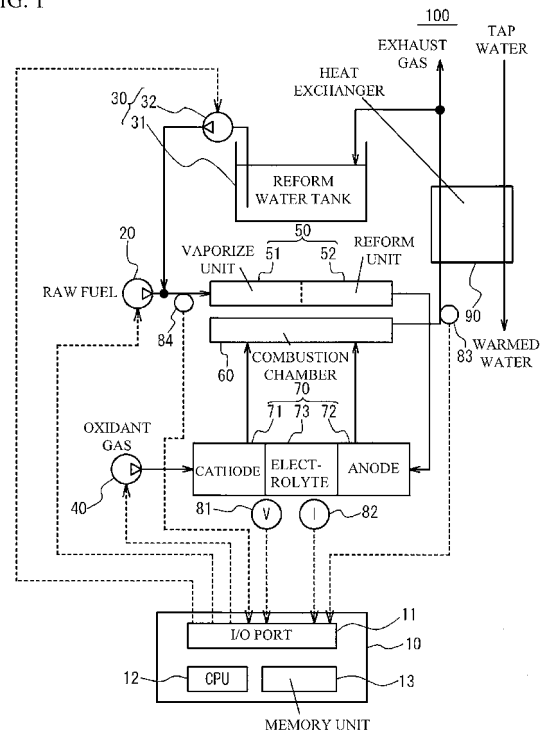 FIG. 1
100
EXHAUST
GAS
TAP
WATER
HEAT
EXCHANGER
30
32
31
REFORM
WATER TANK
20
RAW FUEL
VAPORIZE
UNIT
50
51
52
REFORM
UNIT
84
90
83
WARMED
WATER
60
COMBUSTION
CHAMBER
70
71
73
72
OXIDANT
GAS
40
CATHODE
ELECT-
ROLYTE
ANODE
81
V
I
82
I/O PORT
11
10
12
CPU
13
MEMORY UNIT